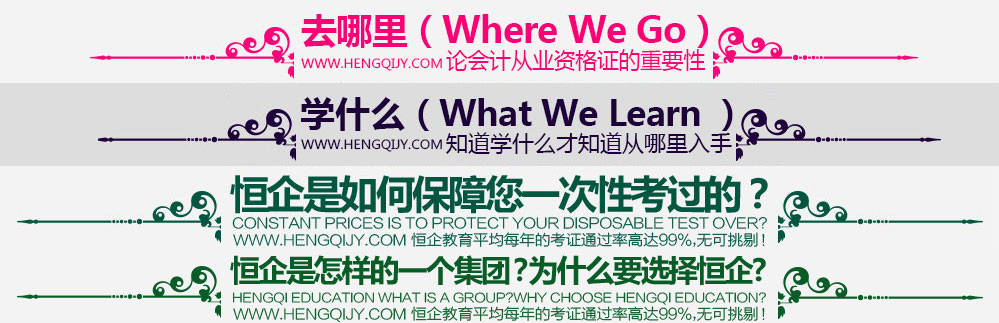 去哪里（Where We Go）
WWW.HENGQIJY.COM 论会计从业资格证的重要性
学什么（What We Learn ）
WWW.HENGQIJY.COM 知道学什么才知道从哪里入手
恒企是如何保障您一次性考过的？
CONSTANT PRICES IS TO PROTECT YOUR DISPOSABLE TEST OVER?
WWW.HENGQIJY.COM 恒企教育平均每年的考证通过率高达99%,无可挑剔！
恒企是怎样的一个集团？为什么要选择恒企?
HENGQI EDUCATION WHAT IS A GROUP?WHY CHOOSE HENGQI EDUCATION?
WWW.HENGQIJY.COM 恒企教育平均每年的考证通过率高达99%,无可挑剔！